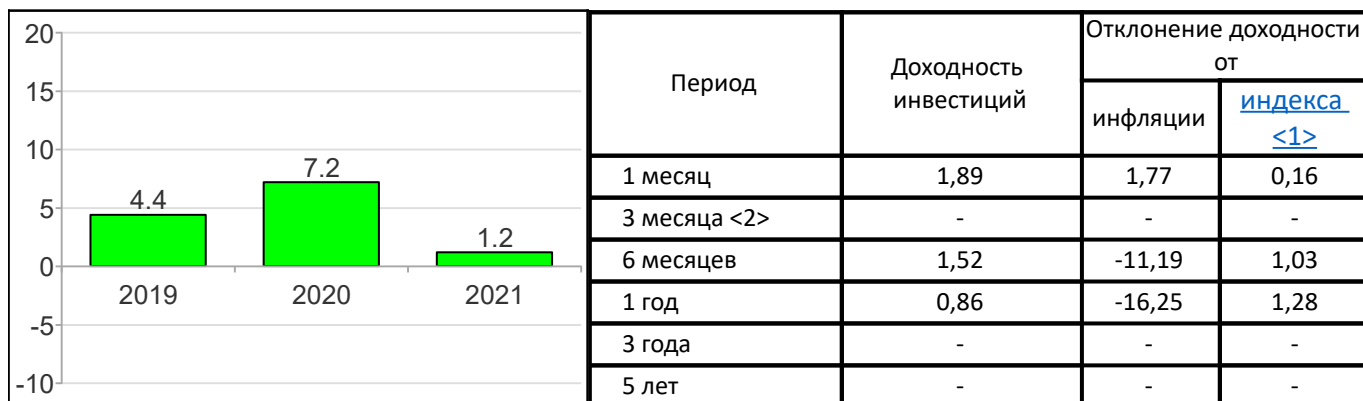 20
15
10
5
0
-5
-10
4.4
7.2
1.2
2019 2020 2021
Период
Доходность
инвестиций
Отклонение доходности
от
инфляции
индекса
<1>
1 месяц 1,89 1,77 0,16
3 месяца <2> - - -
6 месяцев 1,52 -11,19 1,03
1 год 0,86 -16,25 1,28
3 года - - -
5 лет - - -